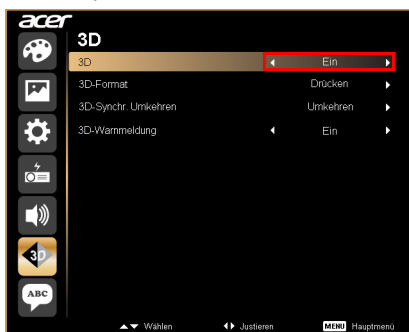 acer
3D
3D Ein
3D-Format Drücken
3D-Synchr. Umkehren Umkehren
3D-Warnmeldung Ein
3D
ABC
Wählen Justieren MENU Hauptmenü